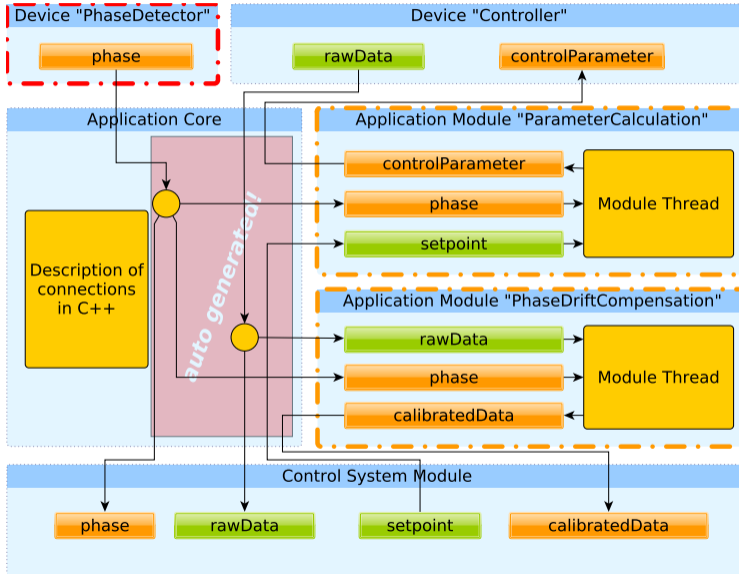 Device "PhaseDetector"
phase
Device "Controller"
rawData
controlParameter
Application Core
auto generated!
Description of
connections
in C++
Application Module "ParameterCalculation"
controlParameter
phase
setpoint
Module Thread
Application Module "PhaseDriftCompensation"
rawData
phase
calibratedData
Module Thread
Control System Module
phase
rawData
setpoint
calibratedData